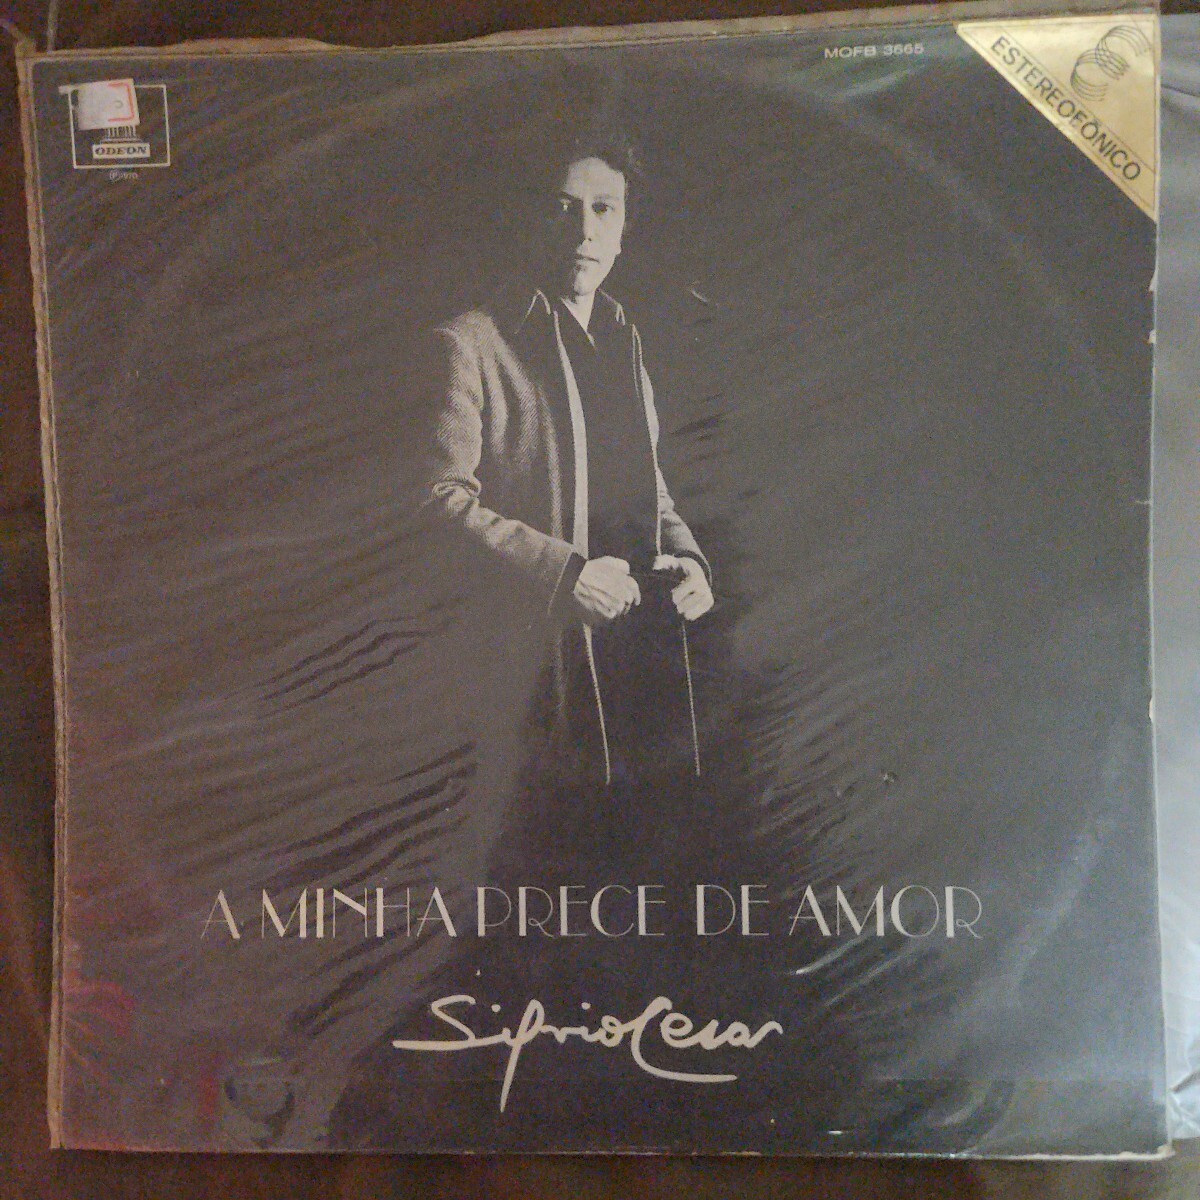 MOFB 3665
ESTEREOFÔNICO
ODEON
A MINHA PRECE DE AMOR
Silvio Cesar